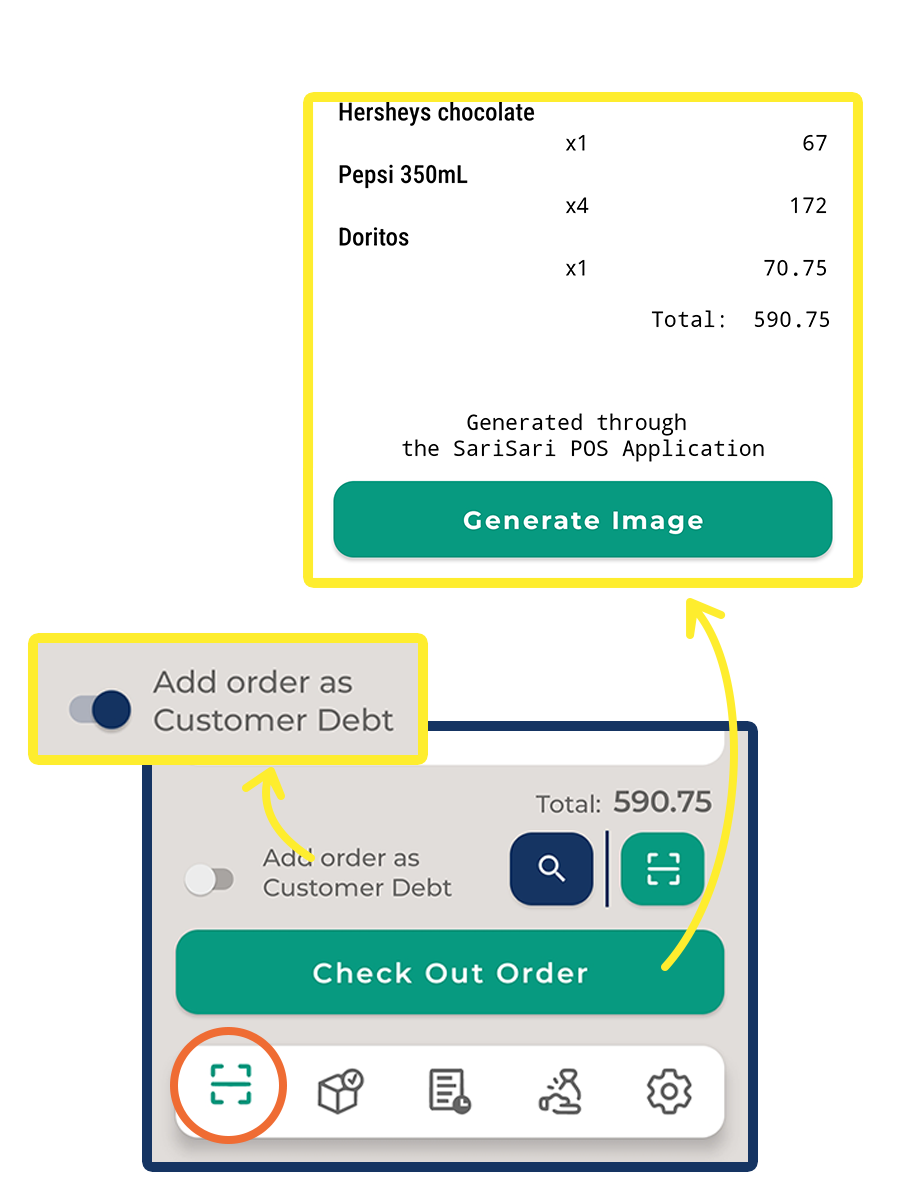 Hersheys chocolate
x1 67
Pepsi 350mL
x4 172
Doritos
x1 70.75
Total: 590.75
Generated through
the SariSari POS Application
Generate Image
Add order as
Customer Debt
Total: 590.75
Add order as
Customer Debt
Check Out Order